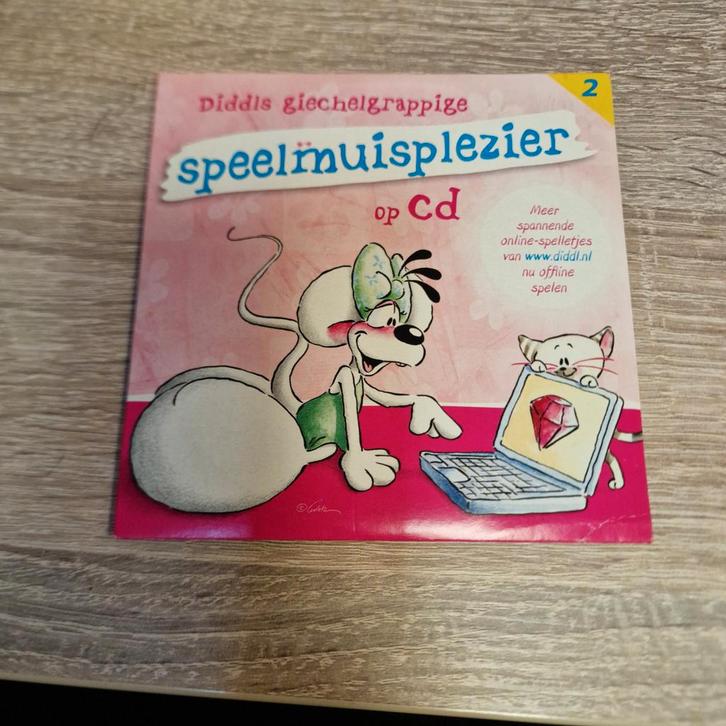 2
Diddls giechelgrappige
speelmuisplezier
op cd
Meer
spannende
online-spelletjes
van www.diddl.nl
nu offline
spelen